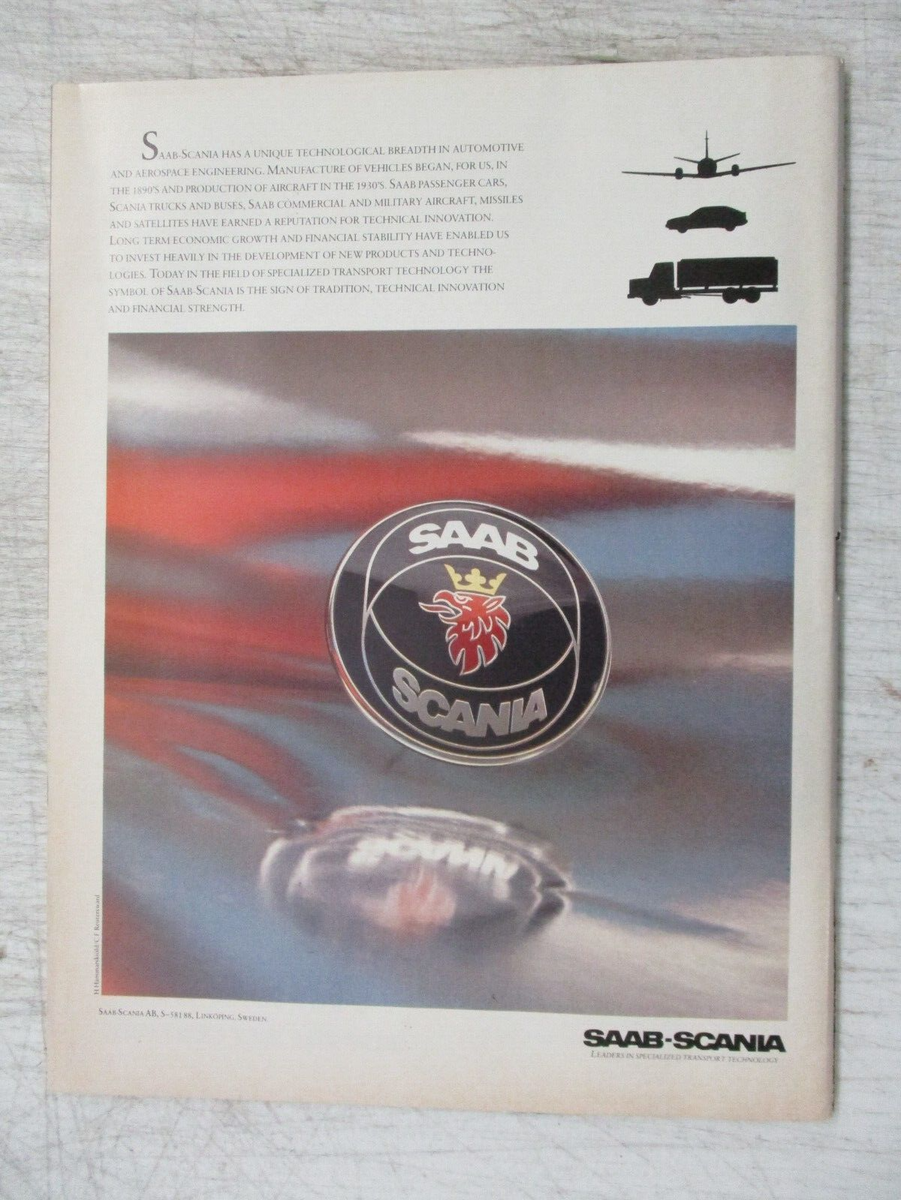 SAAB-SCANIA HAS A UNIQUE TECHNOLOGICAL BREADTH IN AUTOMOTIVE
AND AEROSPACE ENGINEERING. MANUFACTURE OF VEHICLES BEGAN, FOR US, IN
THE 1890'S AND PRODUCTION OF AIRCRAFT IN THE 1930'S. SAAB PASSENGER CARS,
SCANIA TRUCKS AND BUSES, SAAB COMMERCIAL AND MILITARY AIRCRAFT, MISSILES
AND SATELLITES HAVE EARNED A REPUTATION FOR TECHNICAL INNOVATION.
LONG TERM ECONOMIC GROWTH AND FINANCIAL STABILITY HAVE ENABLED US
TO INVEST HEAVILY IN THE DEVELOPMENT OF NEW PRODUCTS AND TECHNO-
LOGIES. TODAY IN THE FIELD OF SPECIALIZED TRANSPORT TECHNOLOGY THE
SYMBOL OF SAAB-SCANIA IS THE SIGN OF TRADITION, TECHNICAL INNOVATION
AND FINANCIAL STRENGTH.
SAAB
SCANIA
SAAB-SCANIA AB, S-581 88, LINKÖPING, SWEDEN
SAAB-SCANIA
LEADERS IN SPECIALIZED TRANSPORT TECHNOLOGY